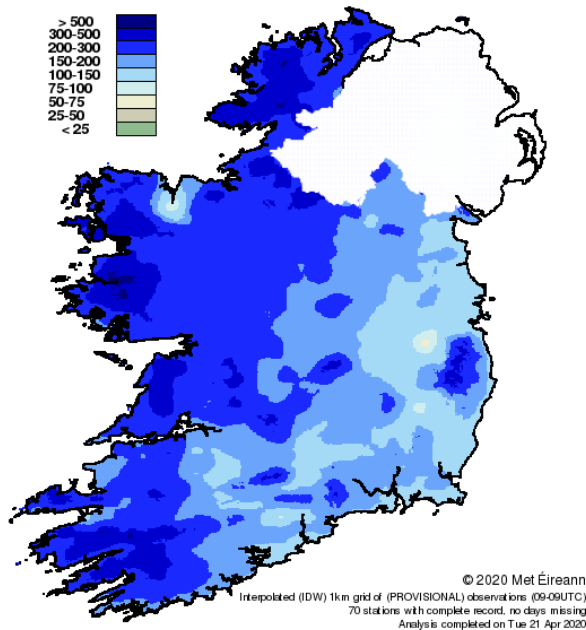 > 500
300-500
200-300
150-200
100-150
75-100
50-75
25-50
< 25
© 2020 Met Éireann
Interpolated (IDW) 1km grid of (PROVISIONAL) observations (09-09UTC)
70 stations with complete record, no days missing
Analysis completed on Tue 21 Apr 2020